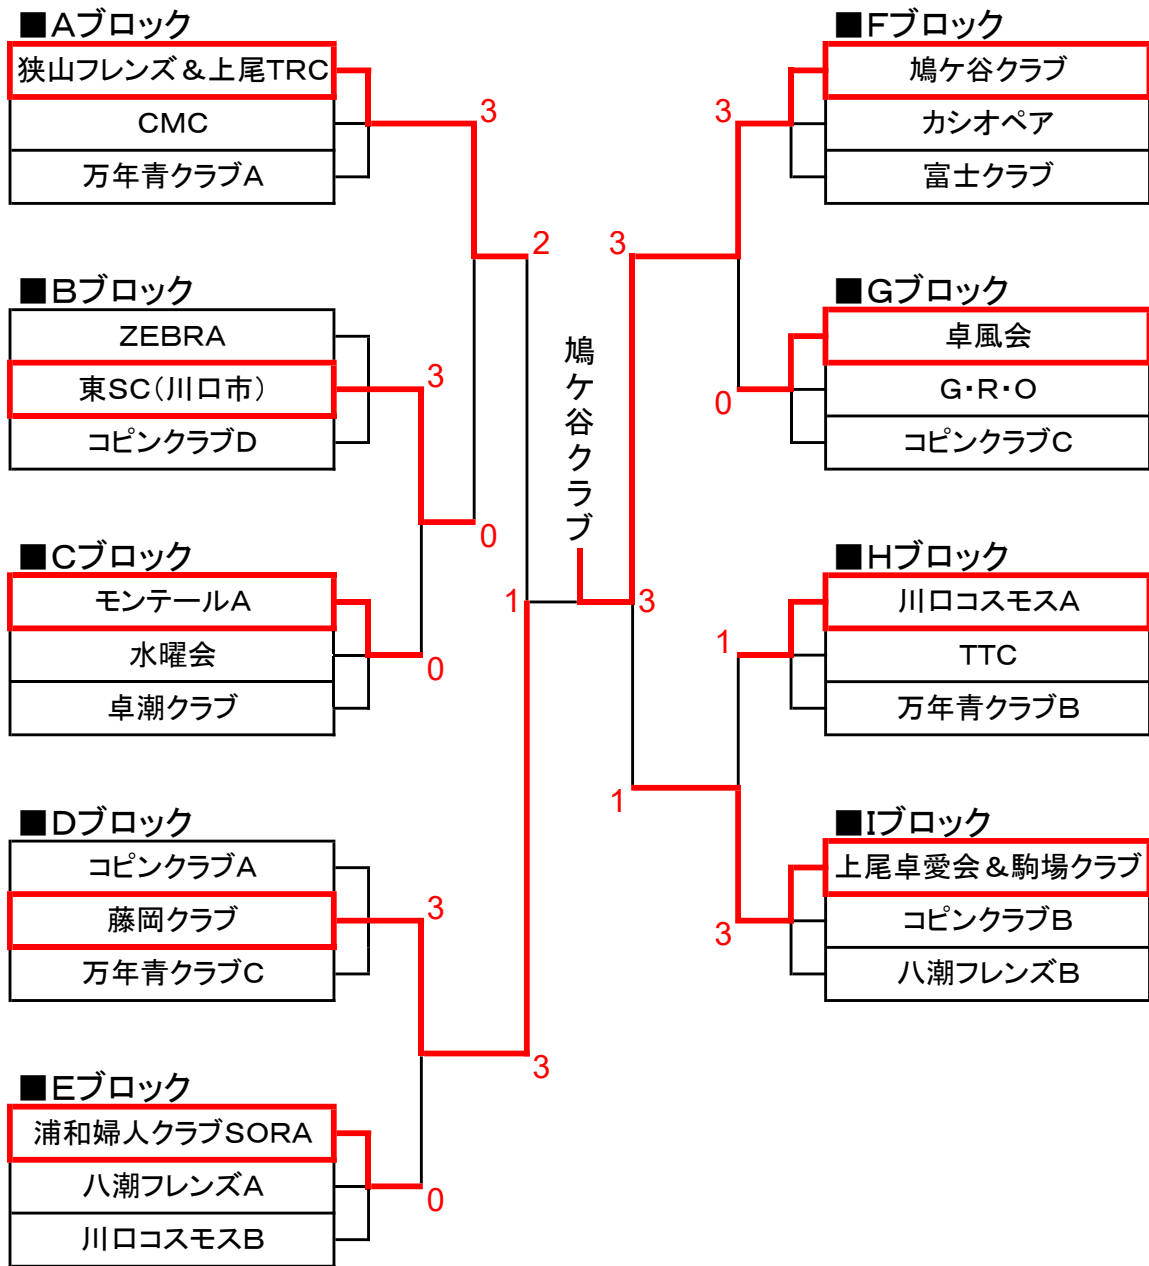 ■Aブロック
狭山フレンズ&上尾TRC
CMC
万年青クラブA
3
2
■Bブロック
ZEBRA
東SC(川口市)
コピンクラブD
3
0
■Cブロック
モンテールA
水曜会
卓潮クラブ
0
1
■Dブロック
コピンクラブA
藤岡クラブ
万年青クラブC
3
3
■Eブロック
浦和婦人クラブSORA
八潮フレンズA
川口コスモスB
0
鳩ケ谷クラブ
3
■Fブロック
鳩ケ谷クラブ
カシオペア
富士クラブ
3
3
■Gブロック
卓風会
G・R・O
コピンクラブC
0
■Hブロック
川口コスモスA
TTC
万年青クラブB
1
1
■Iブロック
上尾卓愛会&駒場クラブ
コピンクラブB
八潮フレンズB
3